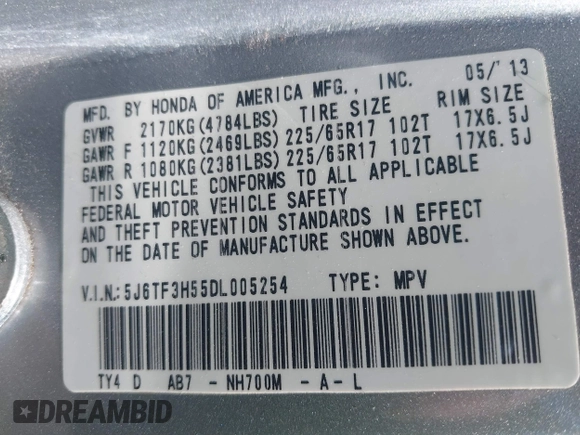 MFD. BY HONDA OF AMERICA MFG., INC. 05/'13
GVWR 2170KG(4784LBS) TIRE SIZE RIM SIZE
GAWR F 1120KG(2469LBS) 225/65R17 102T 17X6.5J
GAWR R 1080KG(2381LBS) 225/65R17 102T 17X6.5J
THIS VEHICLE CONFORMS TO ALL APPLICABLE
FEDERAL MOTOR VEHICLE SAFETY
AND THEFT PREVENTION STANDARDS IN EFFECT
ON THE DATE OF MANUFACTURE SHOWN ABOVE.
V.I.N.: 5J6TF3H55DL005254 TYPE: MPV
TY4 D AB7 - NH700M - A - L
DREAMBID